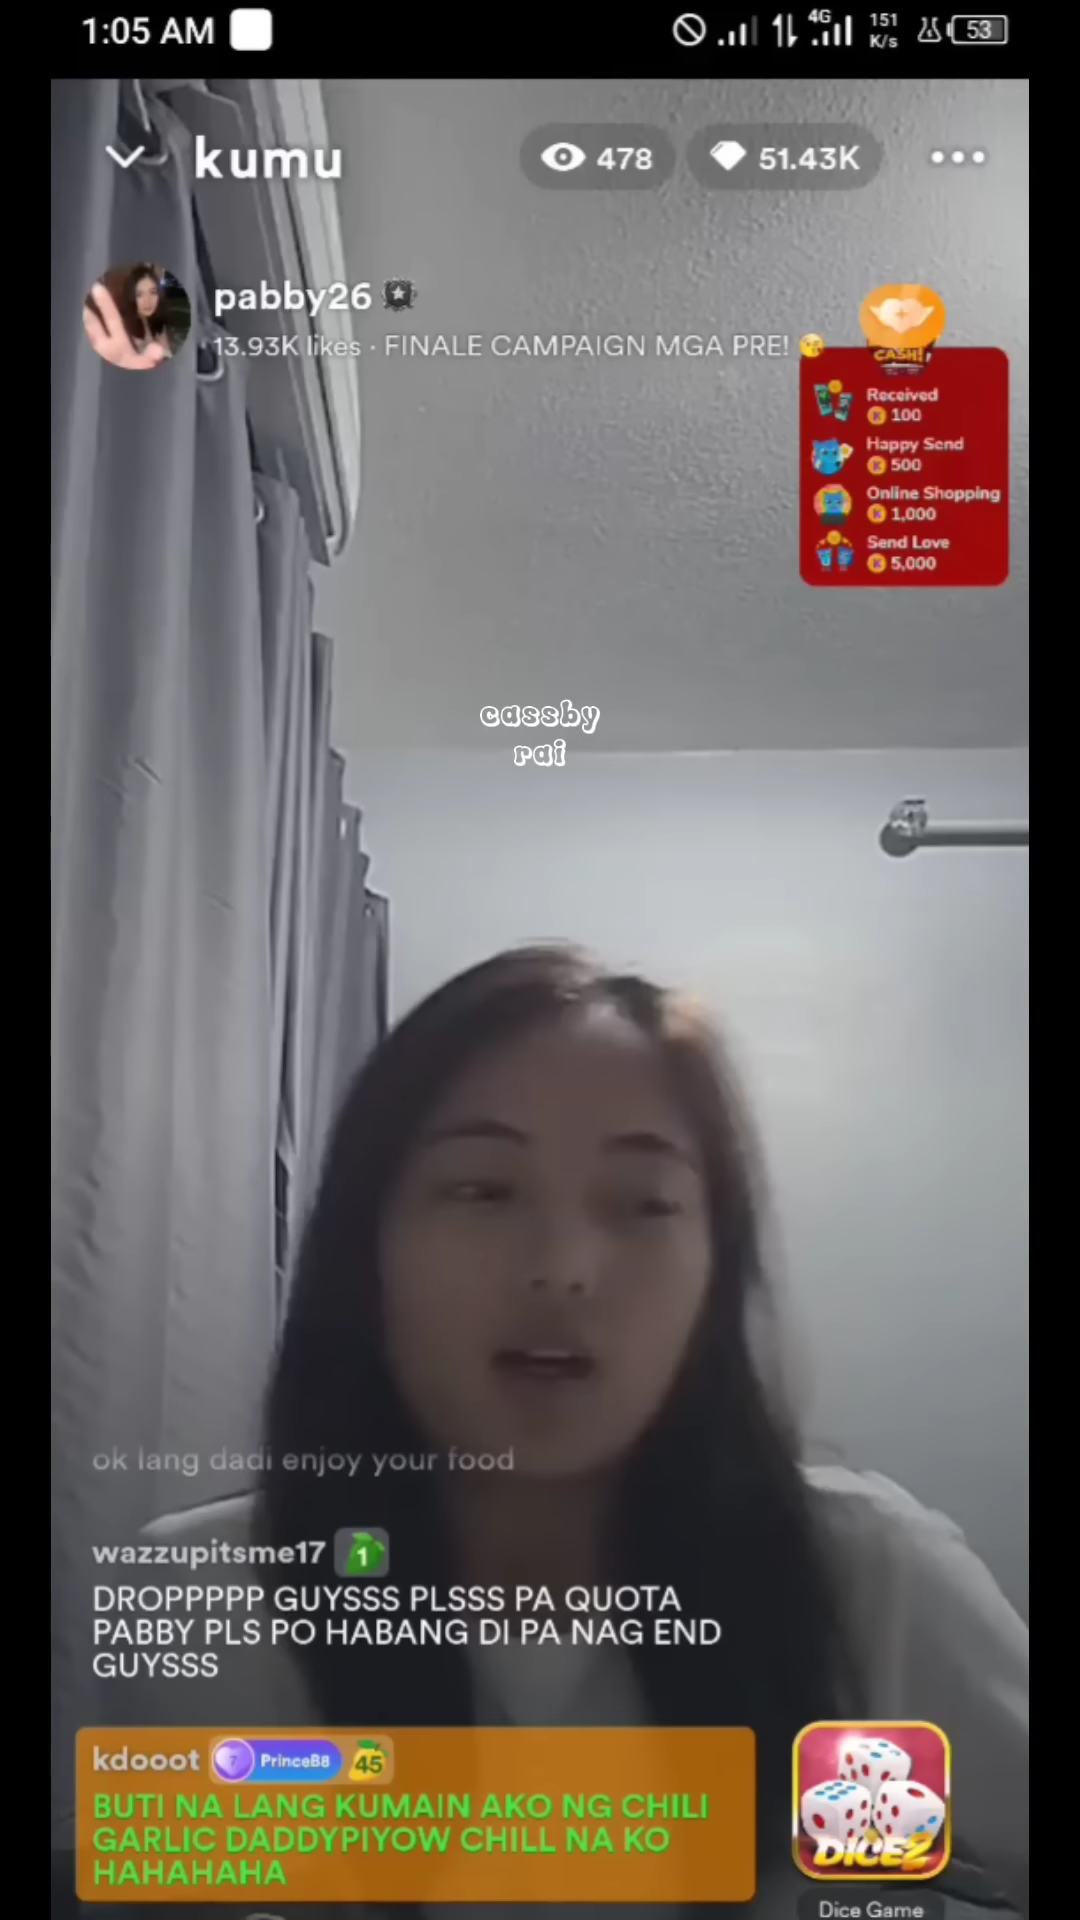 1:05 AM
4G
151
K/s
53
kumu
478
51.43K
pabby26
13.93K likes · FINALE CAMPAIGN MGA PRE! 😘
CASH!
Received
100
Happy Send
500
Online Shopping
1,000
Send Love
5,000
cassby
rai
ok lang dadi enjoy your food
wazzupitsme17 1
DROPPPPP GUYSSS PLSSS PA QUOTA
PABBY PLS PO HABANG DI PA NAG END
GUYSSS
kdooot 7 PrinceB8 45
BUTI NA LANG KUMAIN AKO NG CHILI
GARLIC DADDYPIYOW CHILL NA KO
HAHAHAHA
DICE2
Dice Game